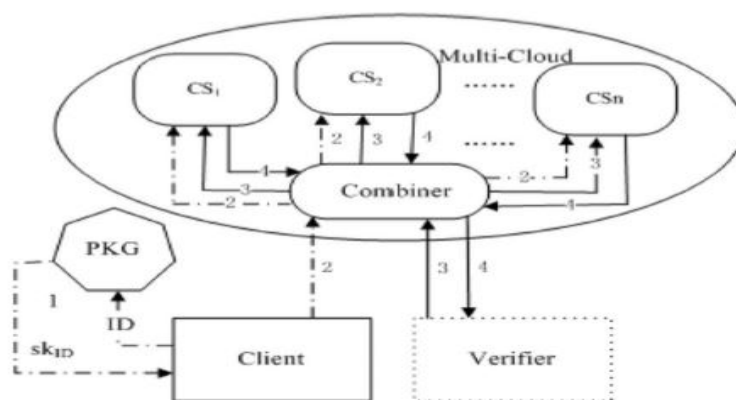 Multi-Cloud
CS₁
CS₂
CSn
2
3
4
4
3
2
2
3
4
Combiner
PKG
1
ID
skID
2
3
4
Client
Verifier